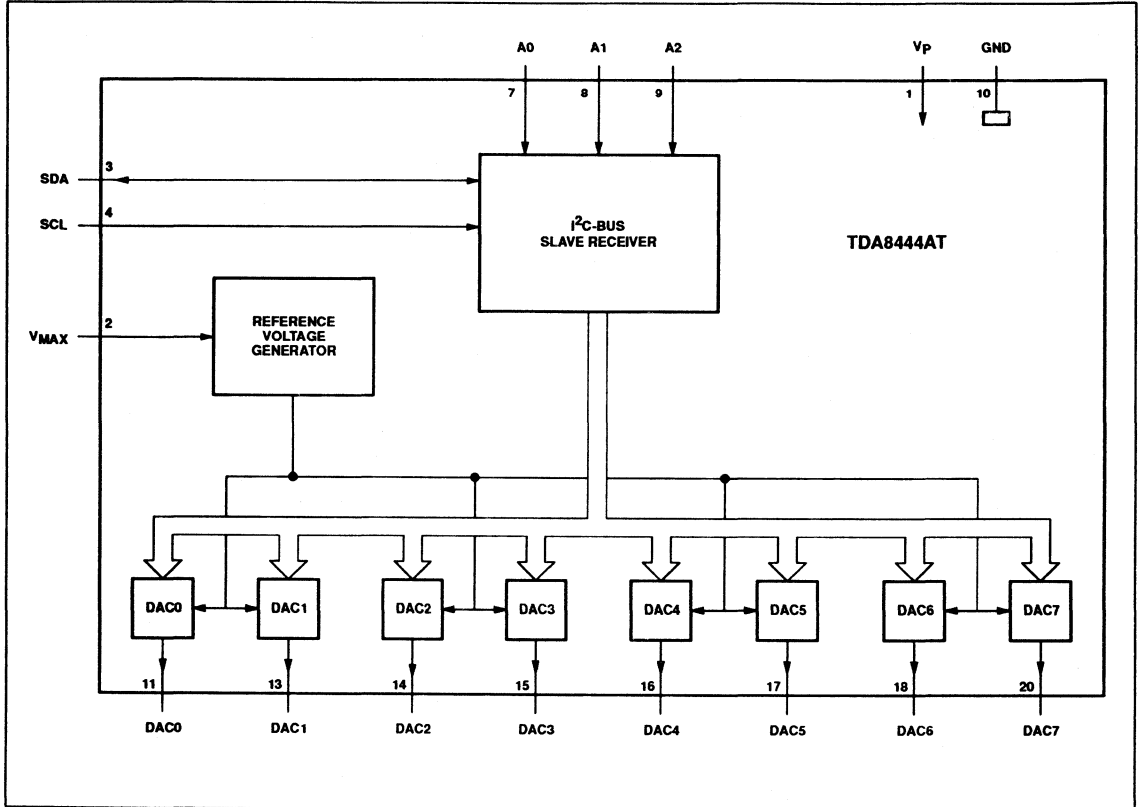 A0 A1 A2 VP GND
7 8 9 1 10
3
SDA
4
SCL
I²C-BUS
SLAVE RECEIVER
TDA8444AT
2
VMAX
REFERENCE
VOLTAGE
GENERATOR
DAC0 DAC1 DAC2 DAC3 DAC4 DAC5 DAC6 DAC7
11 13 14 15 16 17 18 20
DAC0 DAC1 DAC2 DAC3 DAC4 DAC5 DAC6 DAC7